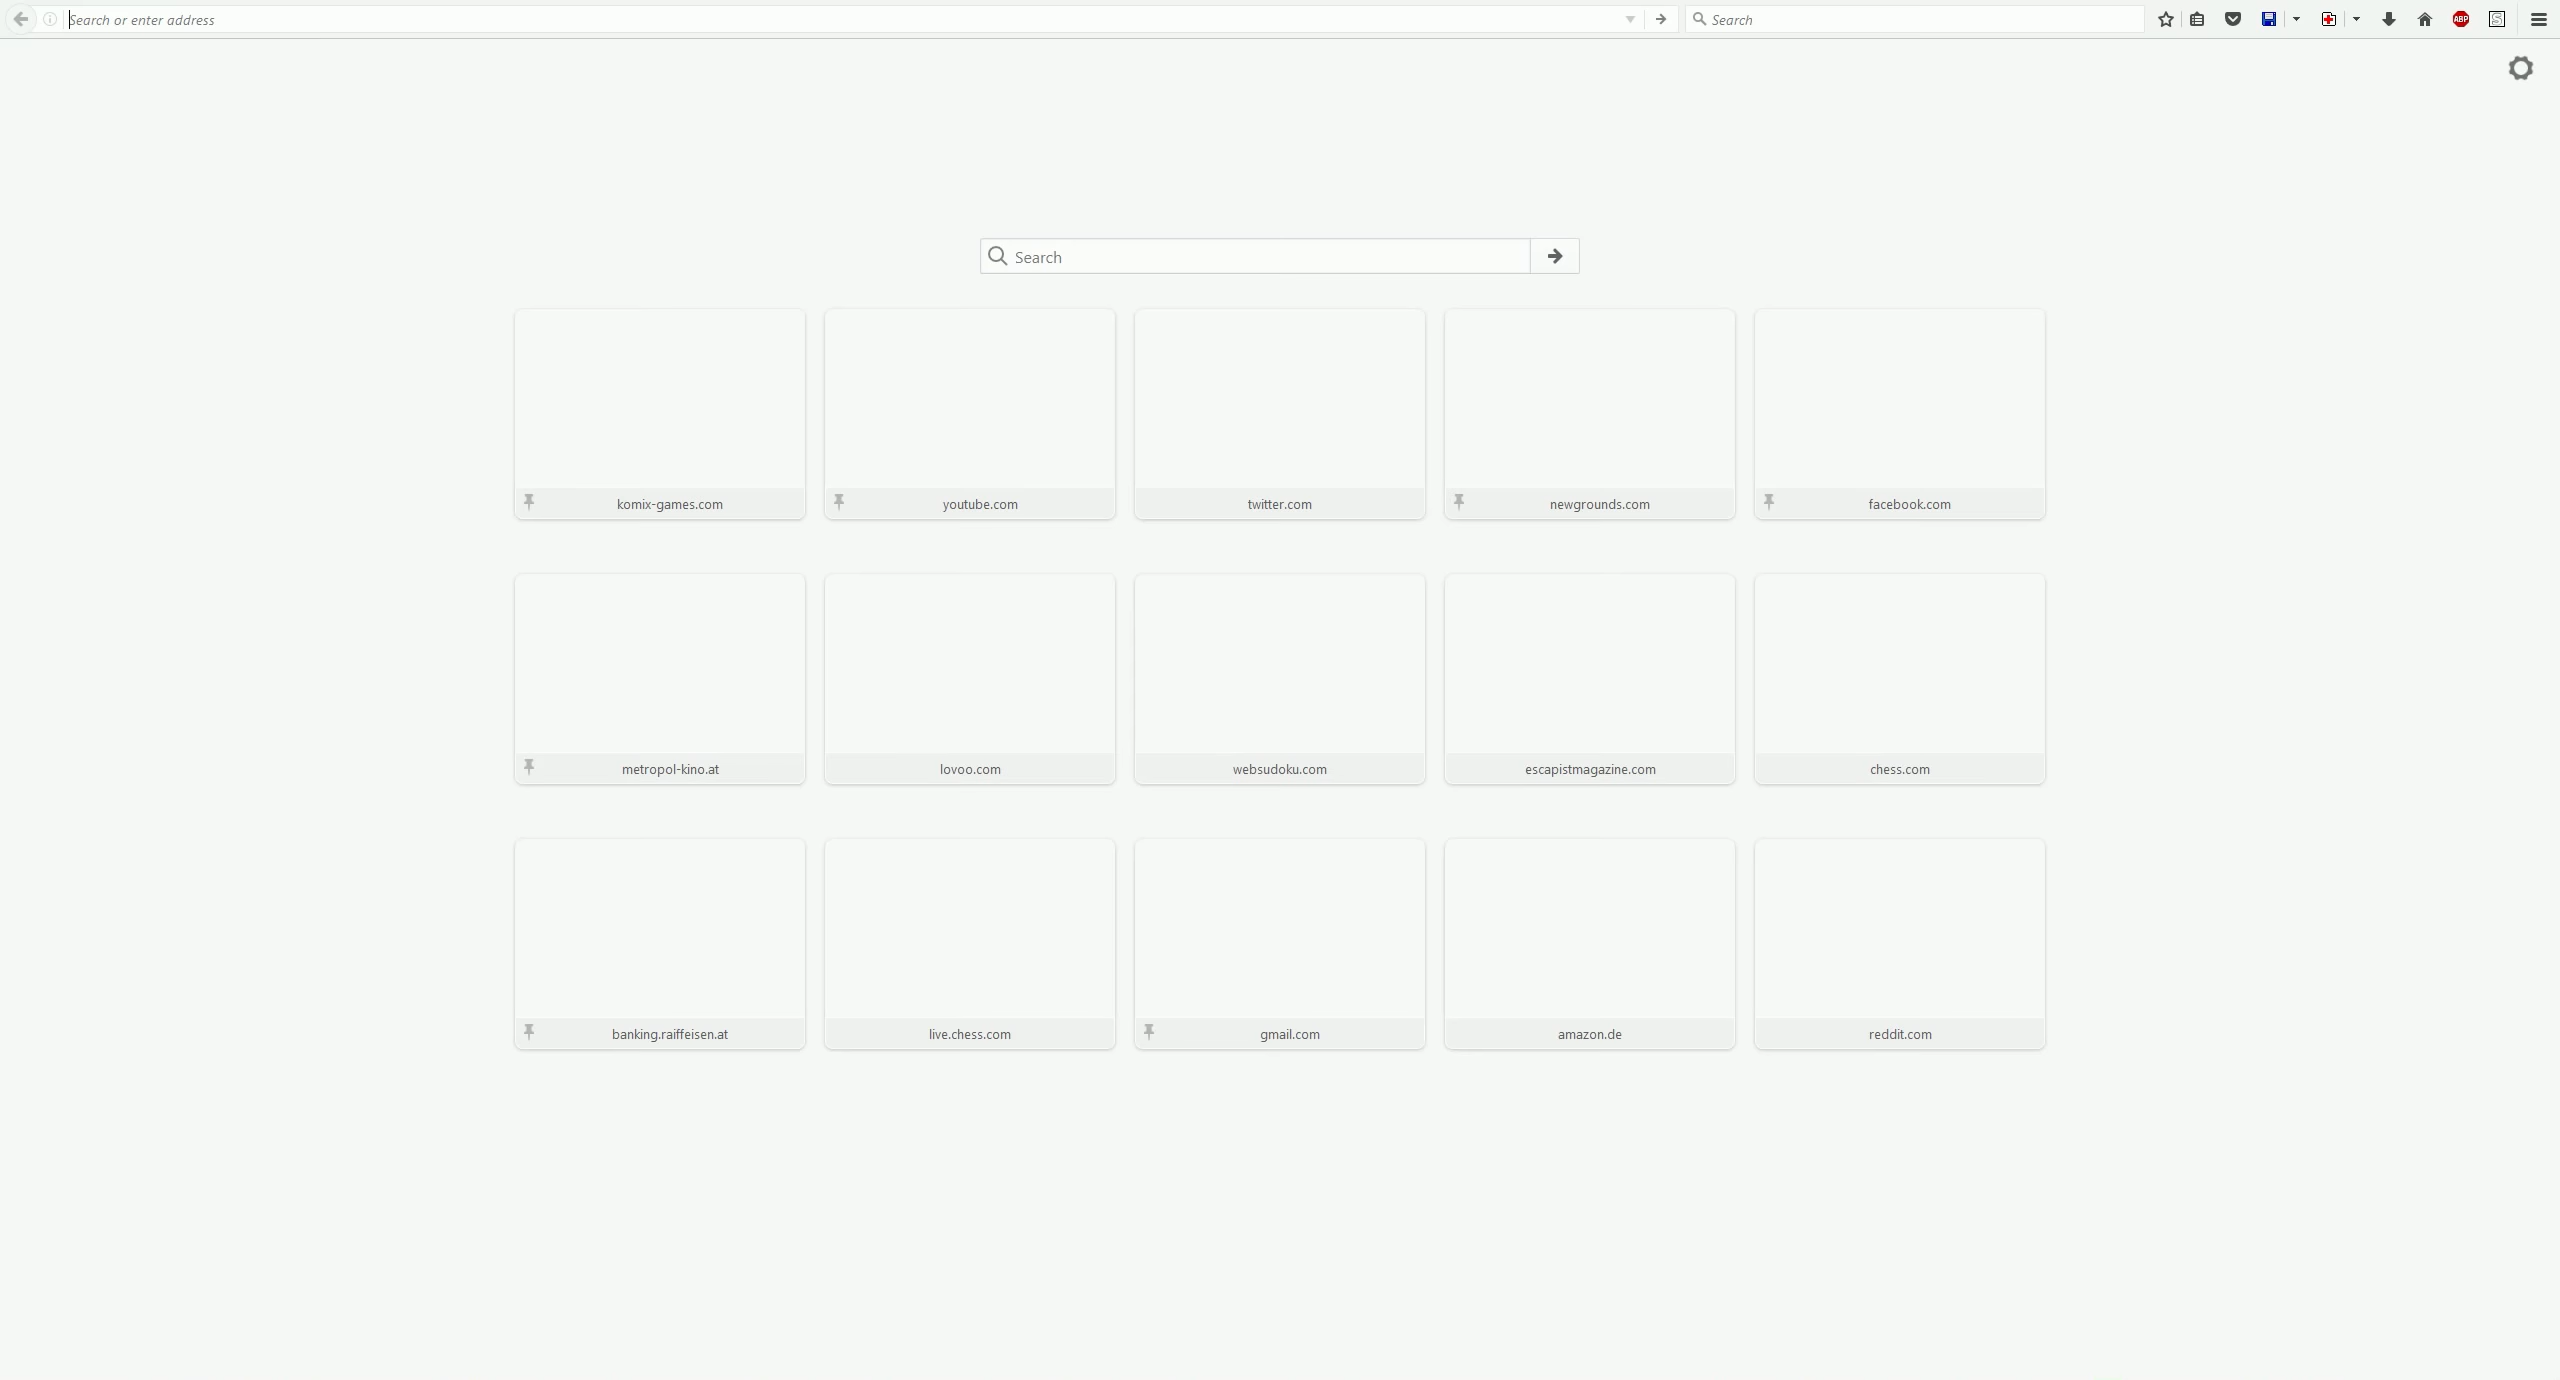 Search or enter address
Search
ABP
S
Search
komix-games.com
youtube.com
twitter.com
newgrounds.com
facebook.com
metropol-kino.at
lovoo.com
websudoku.com
escapistmagazine.com
chess.com
banking.raiffeisen.at
live.chess.com
gmail.com
amazon.de
reddit.com